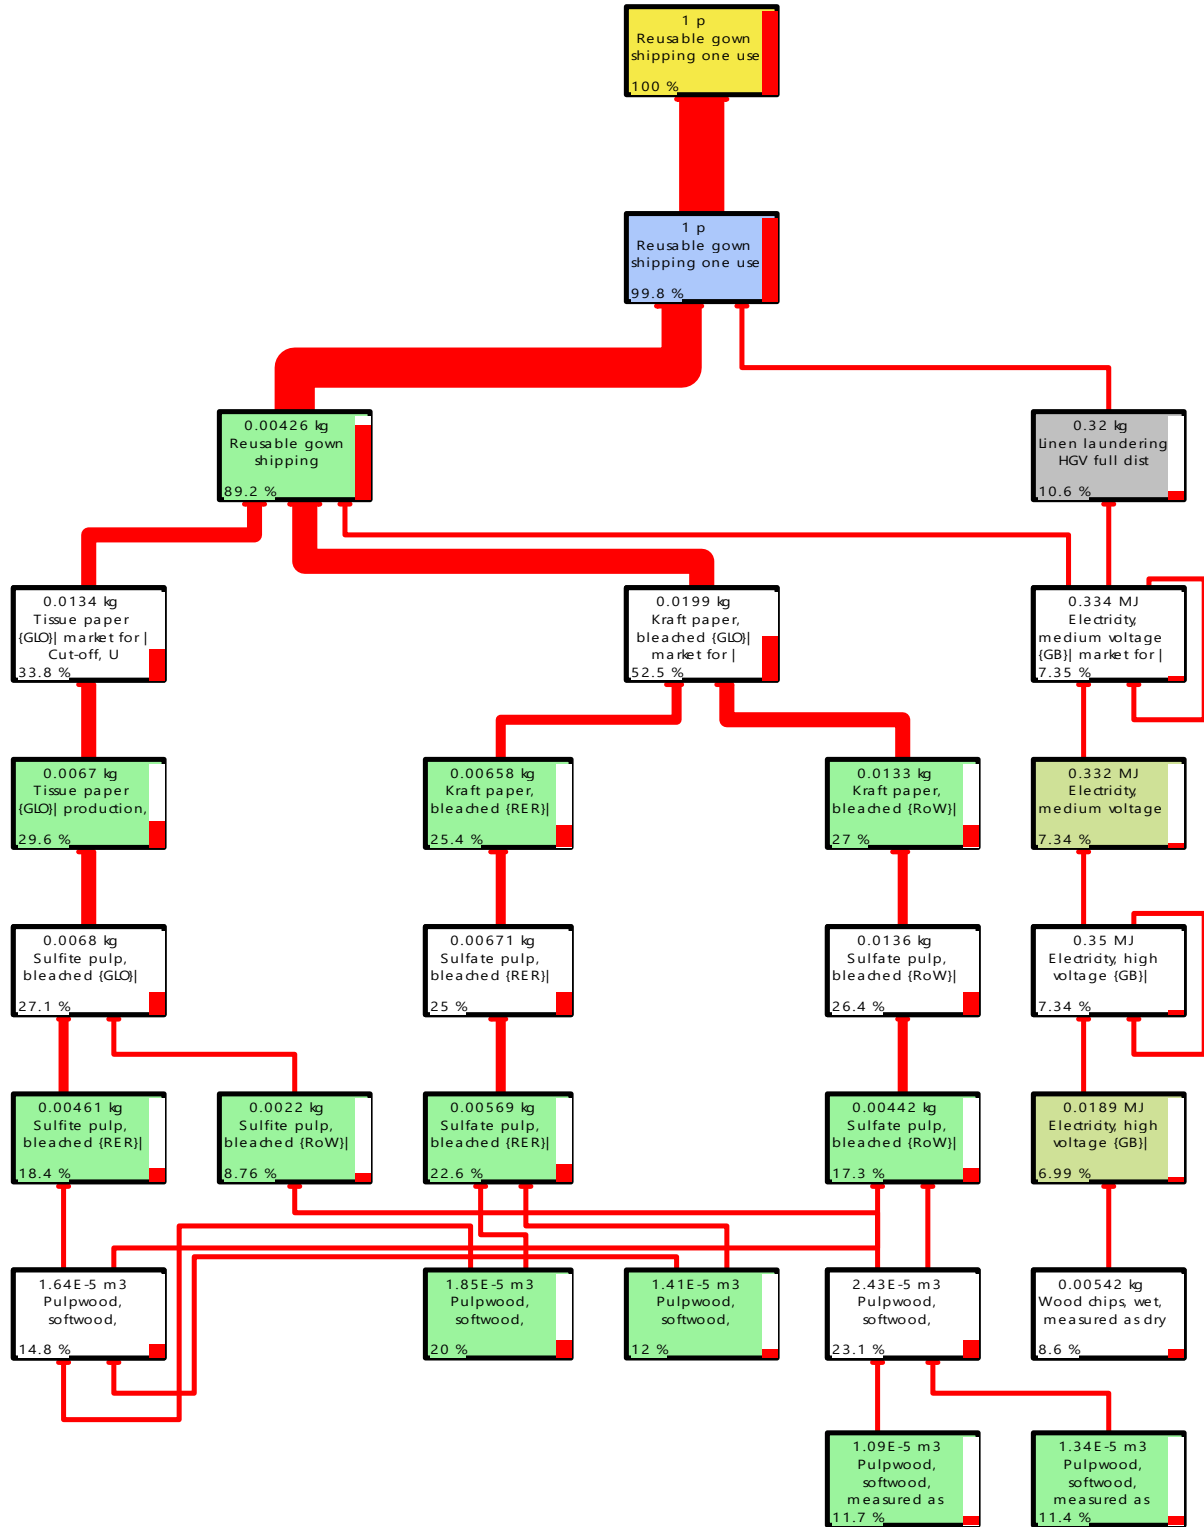 1 p
Reusable gown
shipping one use
100 %
1 p
Reusable gown
shipping one use
99.8 %
0.00426 kg
Reusable gown
shipping
89.2 %
0.32 kg
Linen laundering
HGV full dist
10.6 %
0.0134 kg
Tissue paper
{GLO}| market for |
Cut-off, U
33.8 %
0.0199 kg
Kraft paper,
bleached {GLO}|
market for |
52.5 %
0.334 MJ
Electricity,
medium voltage
{GB}| market for |
7.35 %
0.0067 kg
Tissue paper
{GLO}| production,
29.6 %
0.00658 kg
Kraft paper,
bleached {RER}|
25.4 %
0.0133 kg
Kraft paper,
bleached {RoW}|
27 %
0.332 MJ
Electricity,
medium voltage
7.34 %
0.0068 kg
Sulfite pulp,
bleached {GLO}|
27.1 %
0.00671 kg
Sulfate pulp,
bleached {RER}|
25 %
0.0136 kg
Sulfate pulp,
bleached {RoW}|
26.4 %
0.35 MJ
Electricity, high
voltage {GB}|
7.34 %
0.00461 kg
Sulfite pulp,
bleached {RER}|
18.4 %
0.0022 kg
Sulfite pulp,
bleached {RoW}|
8.76 %
0.00569 kg
Sulfate pulp,
bleached {RER}|
22.6 %
0.00442 kg
Sulfate pulp,
bleached {RoW}|
17.3 %
0.0189 MJ
Electricity, high
voltage {GB}|
6.99 %
1.64E-5 m3
Pulpwood,
softwood,
14.8 %
1.85E-5 m3
Pulpwood,
softwood,
20 %
1.41E-5 m3
Pulpwood,
softwood,
12 %
2.43E-5 m3
Pulpwood,
softwood,
23.1 %
0.00542 kg
Wood chips, wet,
measured as dry
8.6 %
1.09E-5 m3
Pulpwood,
softwood,
measured as
11.7 %
1.34E-5 m3
Pulpwood,
softwood,
measured as
11.4 %